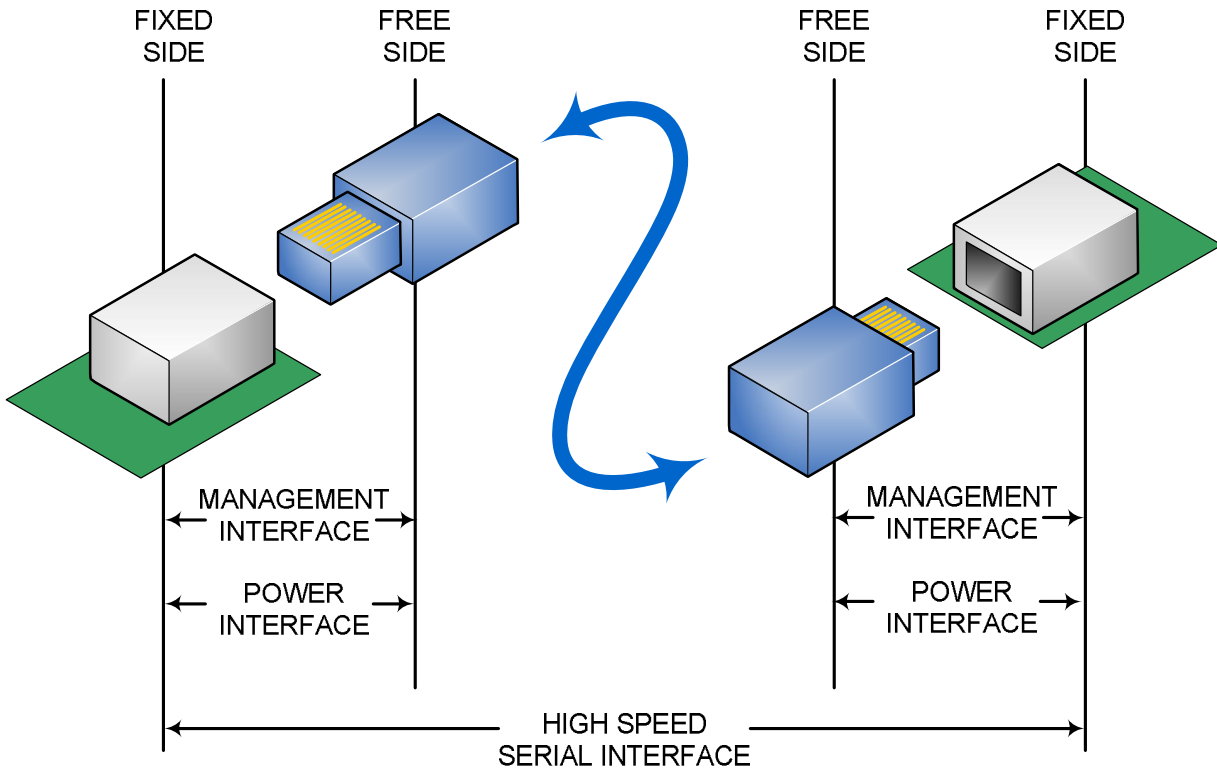 FIXED
SIDE
FREE
SIDE
FREE
SIDE
FIXED
SIDE
MANAGEMENT
INTERFACE
MANAGEMENT
INTERFACE
POWER
INTERFACE
POWER
INTERFACE
HIGH SPEED
SERIAL INTERFACE